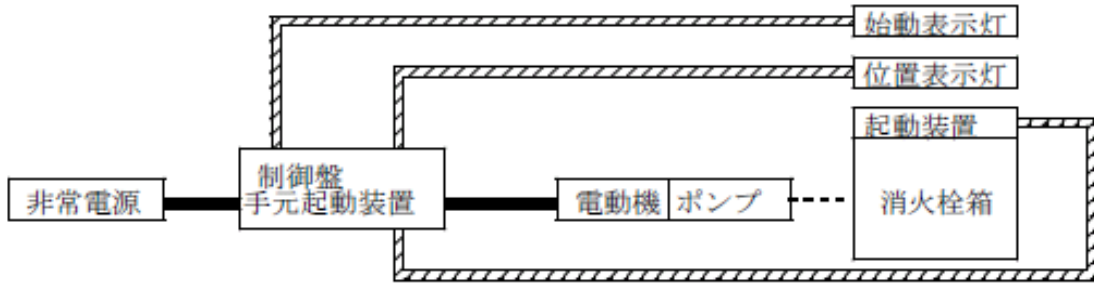 始動表示灯
位置表示灯
起動装置
制御盤
手元起動装置
非常電源
電動機
ポンプ
消火栓箱